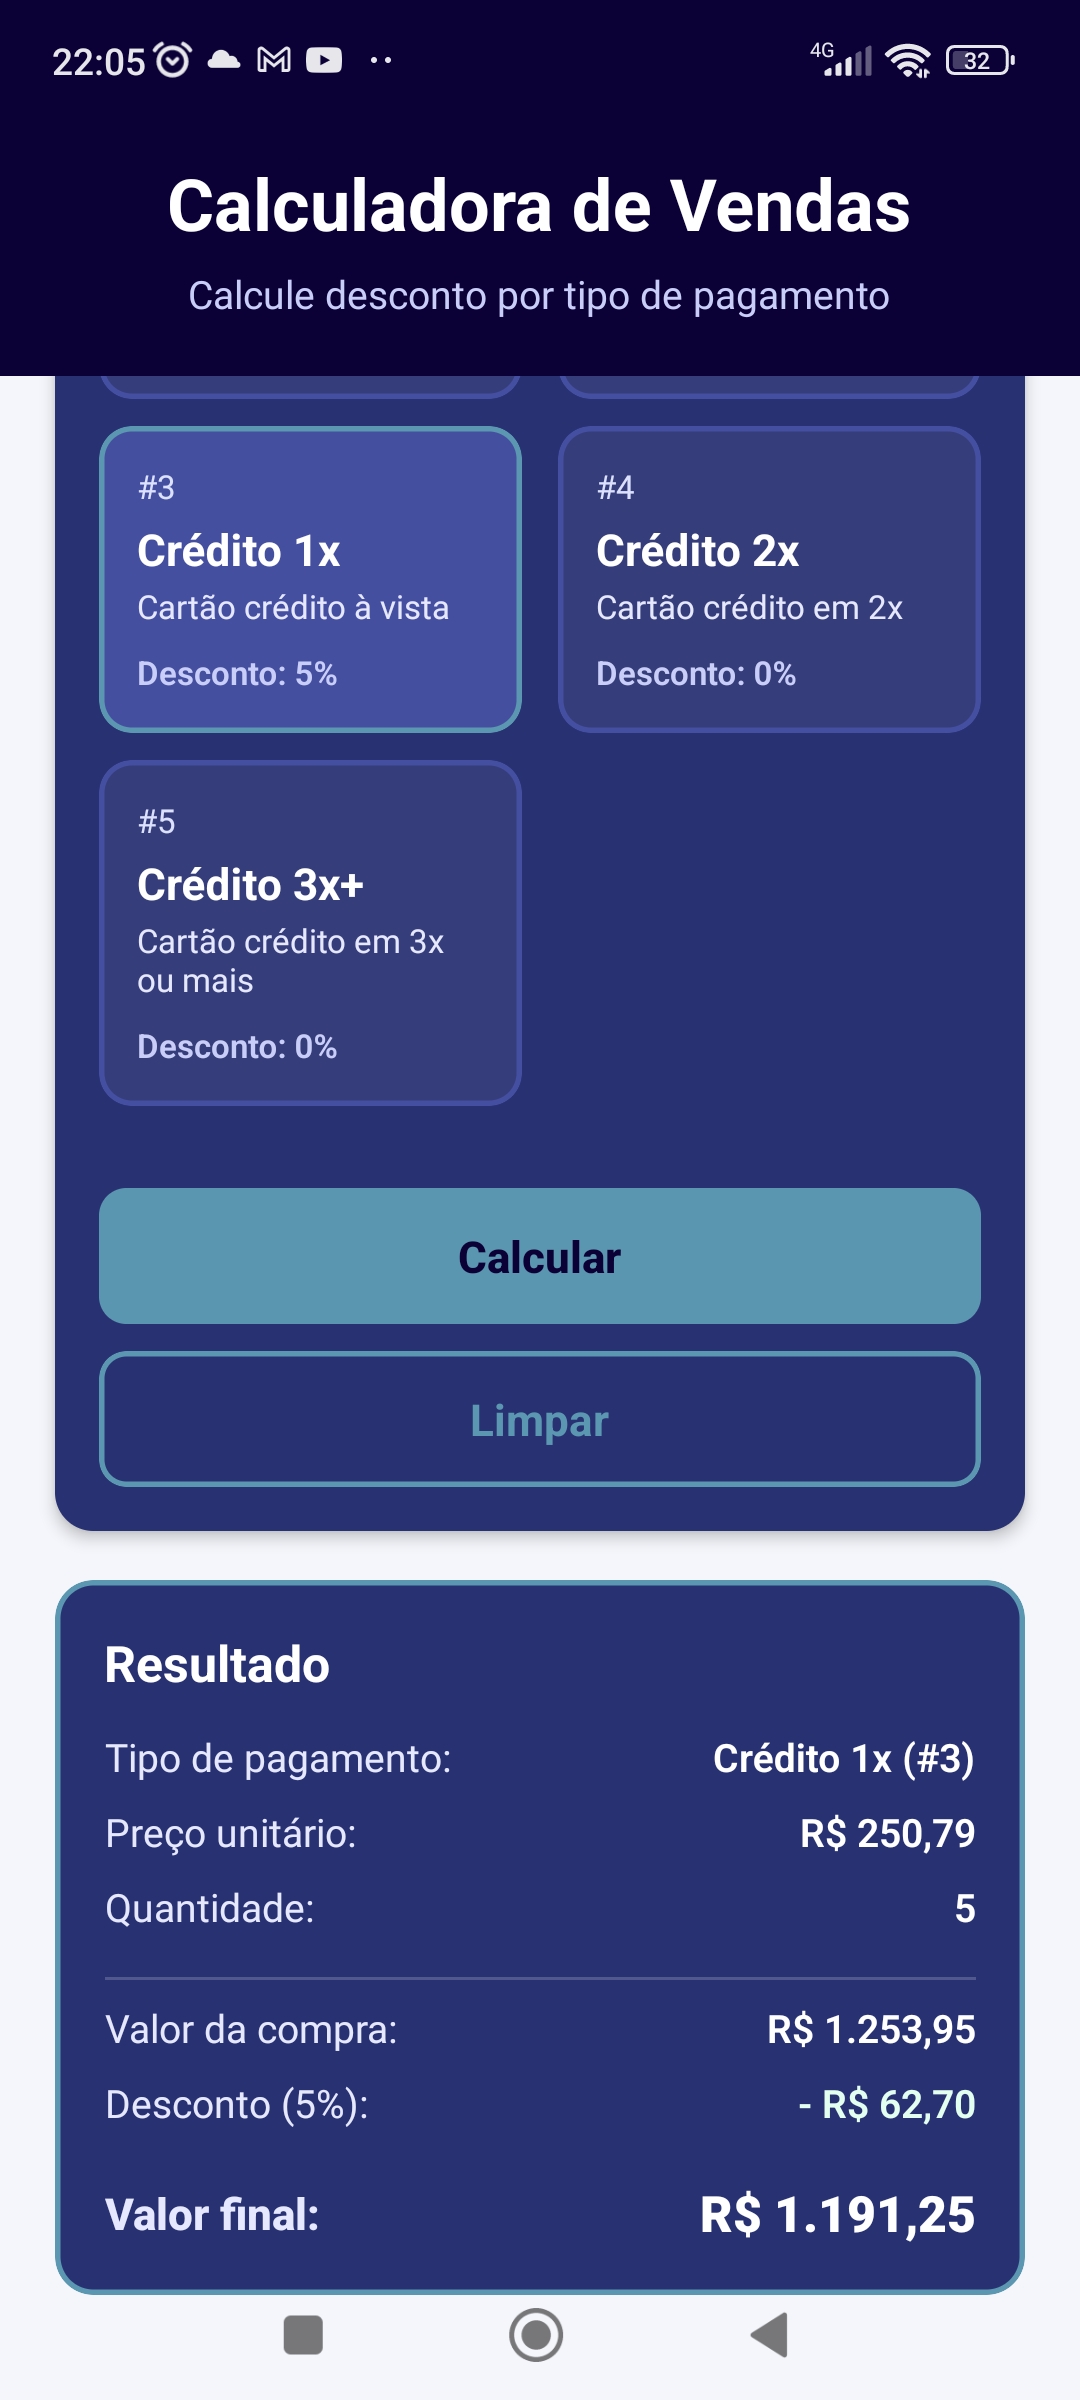 22:05
4G
32
Calculadora de Vendas
Calcule desconto por tipo de pagamento
#3
Crédito 1x
Cartão crédito à vista
Desconto: 5%
#4
Crédito 2x
Cartão crédito em 2x
Desconto: 0%
#5
Crédito 3x+
Cartão crédito em 3x
ou mais
Desconto: 0%
Calcular
Limpar
Resultado
Tipo de pagamento: Crédito 1x (#3)
Preço unitário: R$ 250,79
Quantidade: 5
Valor da compra: R$ 1.253,95
Desconto (5%): - R$ 62,70
Valor final: R$ 1.191,25